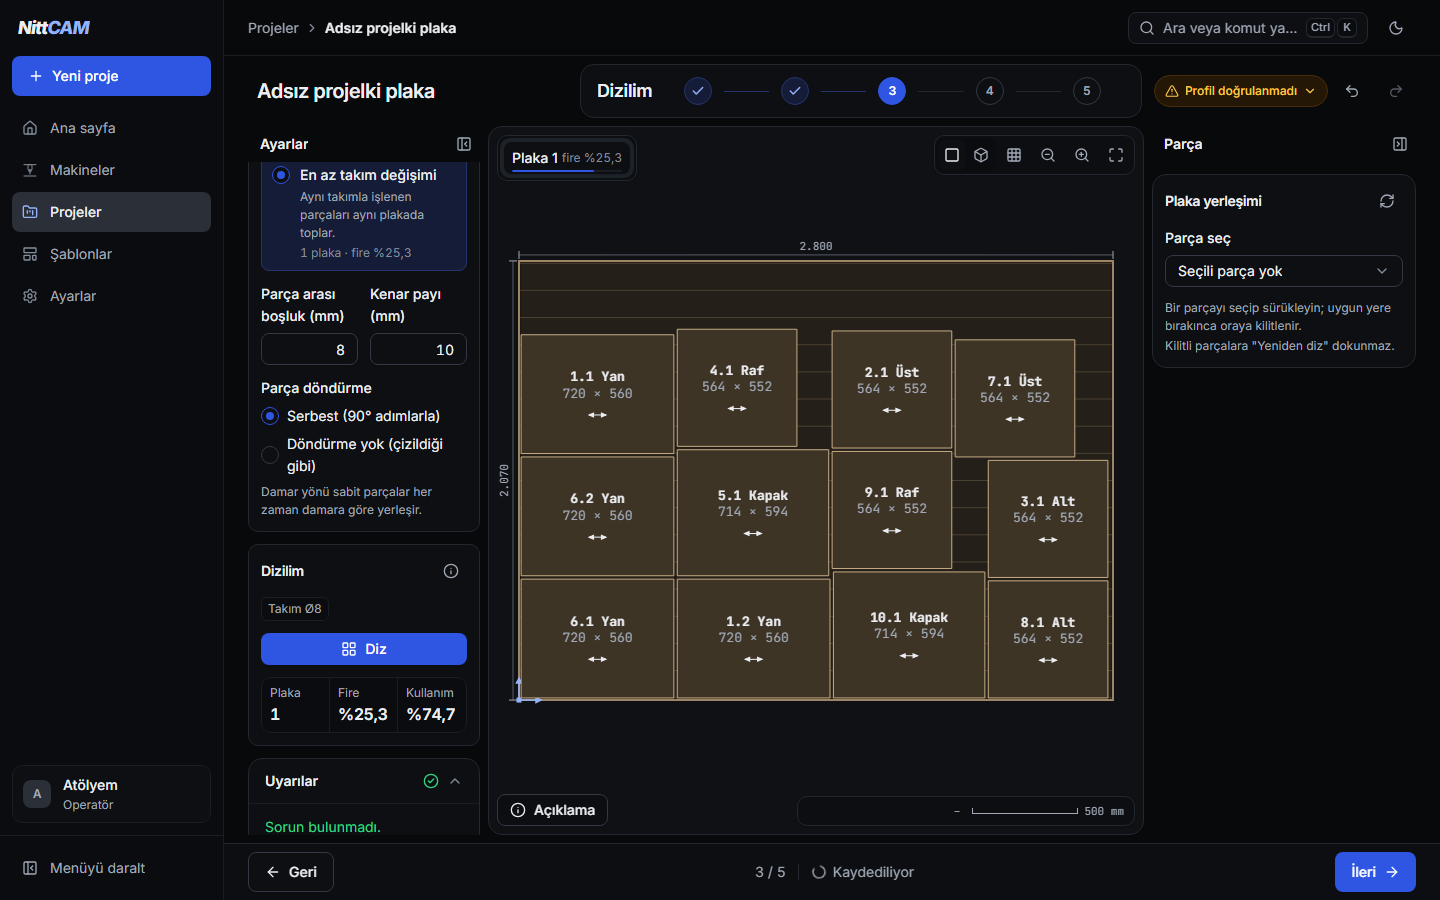 NittCAM
Yeni proje
Ana sayfa
Makineler
Projeler
Şablonlar
Ayarlar
A
Atölyem
Operatör
Menüyü daralt
Projeler > Adsız projelki plaka
Ara veya komut ya... Ctrl K
Adsız projelki plaka
Dizilim 3 4 5
Profil doğrulanmadı
Ayarlar
En az takım değişimi
Aynı takımla işlenen
parçaları aynı plakada
toplar.
1 plaka · fire %25,3
Parça arası
boşluk (mm)
Kenar payı
(mm)
8
10
Parça döndürme
Serbest (90° adımlarla)
Döndürme yok (çizildiği
gibi)
Damar yönü sabit parçalar her
zaman damara göre yerleşir.
Dizilim
Takım Ø8
Diz
Plaka
1
Fire
%25,3
Kullanım
%74,7
Uyarılar
Sorun bulunmadı.
Plaka 1 fire %25,3
2.800
2.070
1.1 Yan
720 × 560
4.1 Raf
564 × 552
2.1 Üst
564 × 552
7.1 Üst
564 × 552
6.2 Yan
720 × 560
5.1 Kapak
714 × 594
9.1 Raf
564 × 552
3.1 Alt
564 × 552
6.1 Yan
720 × 560
1.2 Yan
720 × 560
10.1 Kapak
714 × 594
8.1 Alt
564 × 552
Açıklama
– 500 mm
Parça
Plaka yerleşimi
Parça seç
Seçili parça yok
Bir parçayı seçip sürükleyin; uygun yere
bırakınca oraya kilitlenir.
Kilitli parçalara "Yeniden diz" dokunmaz.
Geri
3 / 5
Kaydediliyor
İleri